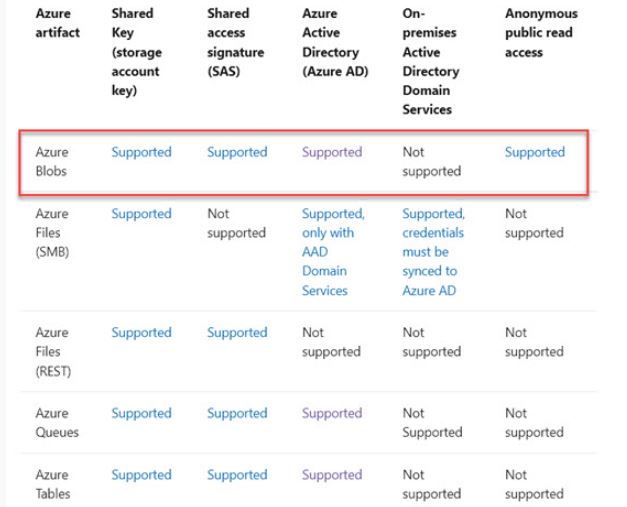 Azure artifact | Shared Key (storage account key) | Shared access signature (SAS) | Azure Active Directory (Azure AD) | On-premises Active Directory Domain Services | Anonymous public read access
Azure Blobs | Supported | Supported | Supported | Not supported | Supported
Azure Files (SMB) | Supported | Not supported | Supported, only with AAD Domain Services | Supported, credentials must be synced to Azure AD | Not supported
Azure Files (REST) | Supported | Supported | Not supported | Not supported | Not supported
Azure Queues | Supported | Supported | Supported | Not Supported | Not supported
Azure Tables | Supported | Supported | Supported | Not supported | Not supported